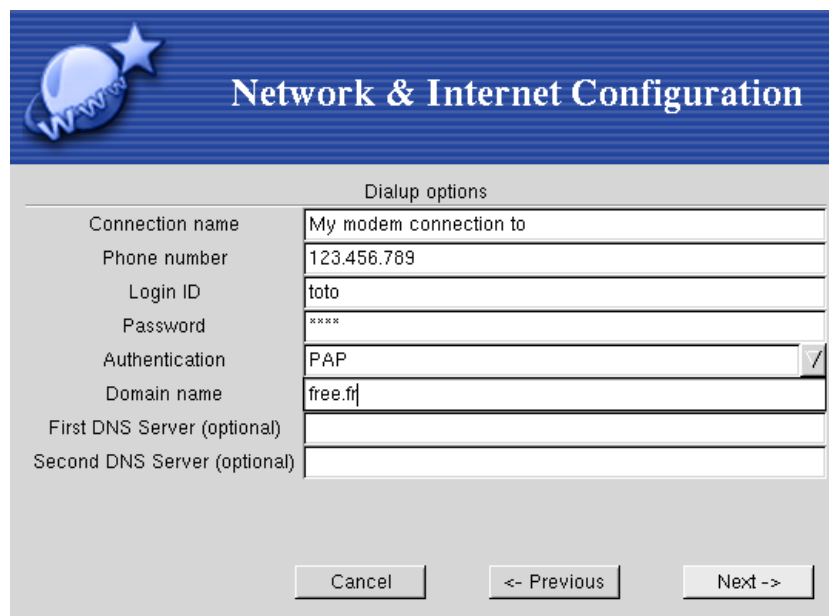 WWW
Network & Internet Configuration
Dialup options
Connection name My modem connection to
Phone number 123.456.789
Login ID toto
Password ****
Authentication PAP
Domain name free.fr
First DNS Server (optional)
Second DNS Server (optional)
Cancel <- Previous Next ->